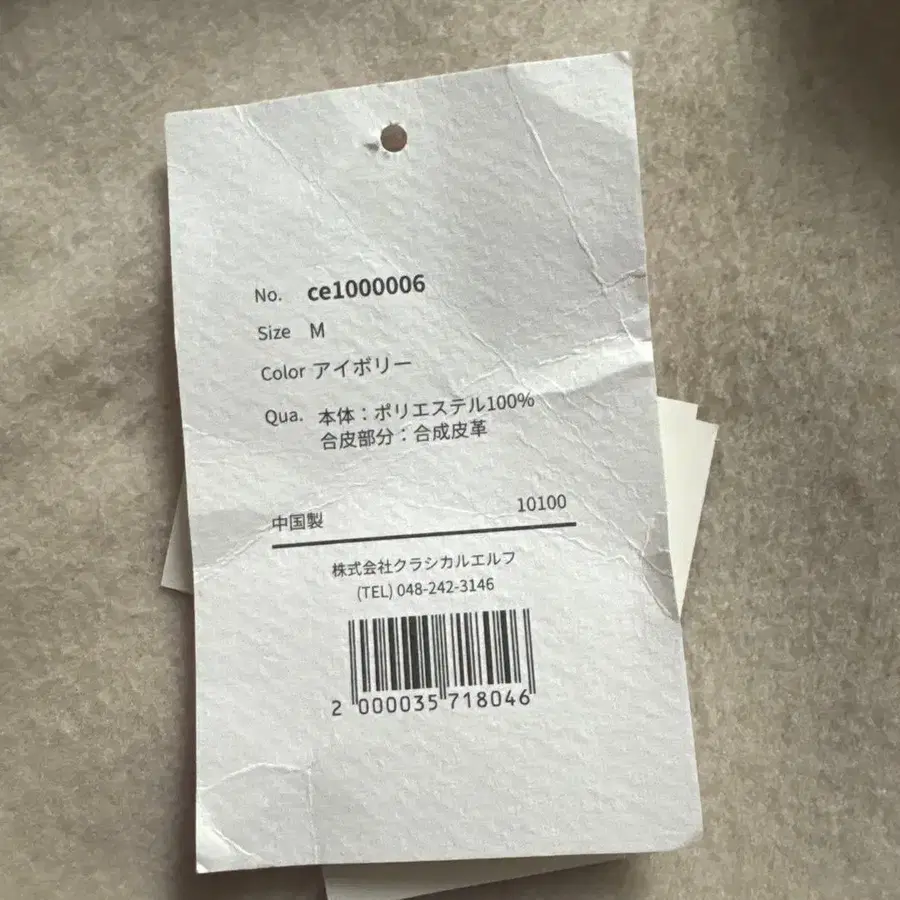 No. ce1000006
Size M
Color アイボリー
Qua. 本体：ポリエステル100%
合皮部分：合成皮革
中国製 10100
株式会社クラシカルエルフ
(TEL) 048-242-3146
2 000035 718046